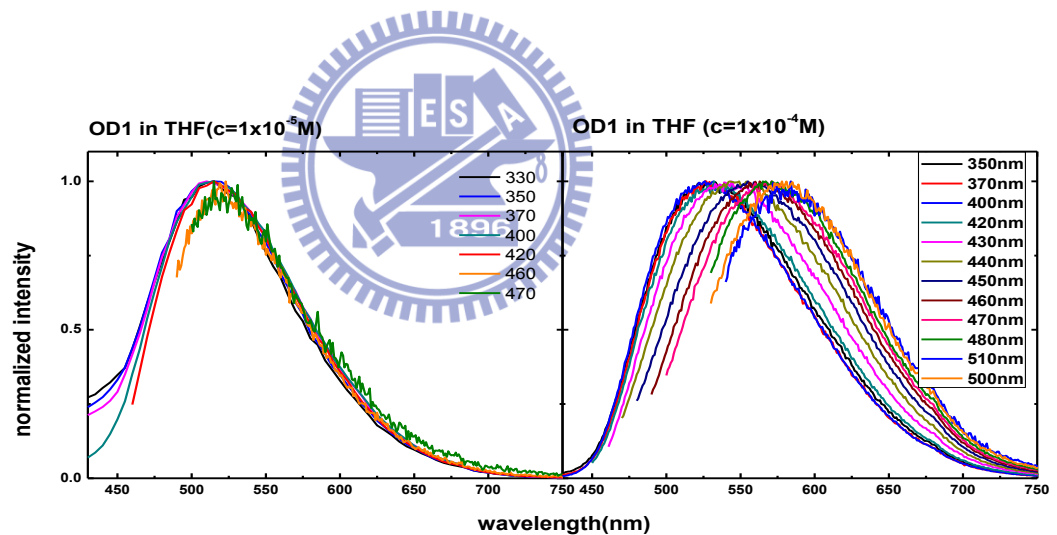 OD1 in THF(c=1x10⁻⁵M)
OD1 in THF (c=1x10⁻⁴M)
ES
A
8
1896
normalized intensity
1.0
0.5
0.0
330
350
370
400
420
460
470
350nm
370nm
400nm
420nm
430nm
440nm
450nm
460nm
470nm
480nm
510nm
500nm
450 500 550 600 650 700 750 500 550 600 650 700 750
wavelength(nm)